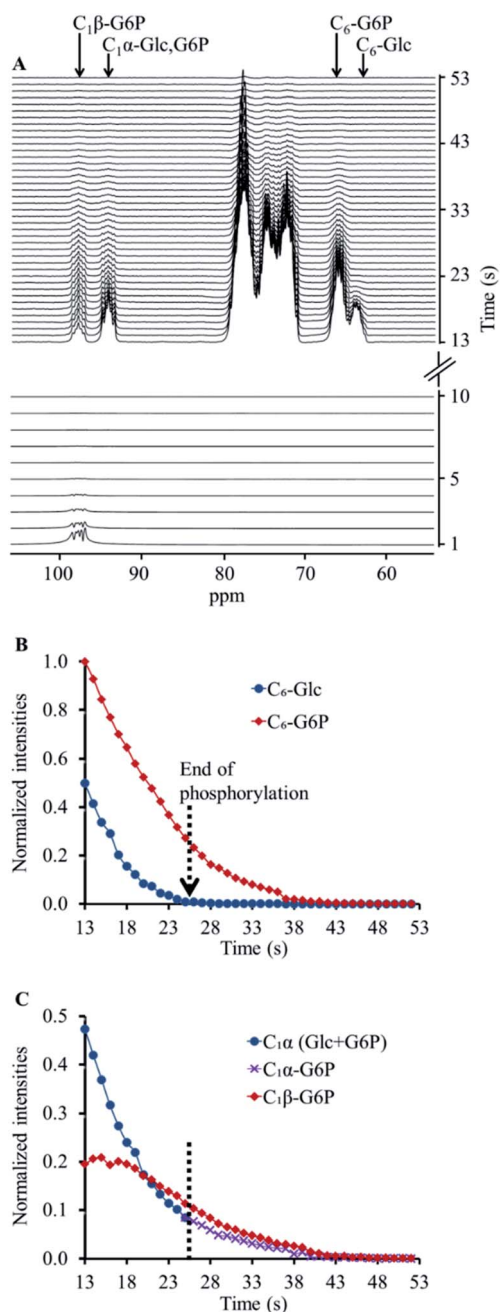 C₁β-G6P
C₆-G6P
C₁α-Glc,G6P
C₆-Glc
A
53
43
33
23
13
Time (s)
10
5
1
100
90
80
70
60
ppm
B
1.0
0.8
0.6
0.4
0.2
0.0
Normalized intensities
C₆-Glc
C₆-G6P
End of
phosphorylation
13 18 23 28 33 38 43 48 53
Time (s)
C
0.5
0.4
0.3
0.2
0.1
0.0
Normalized intensities
C₁α (Glc+G6P)
C₁α-G6P
C₁β-G6P
13 18 23 28 33 38 43 48 53
Time (s)